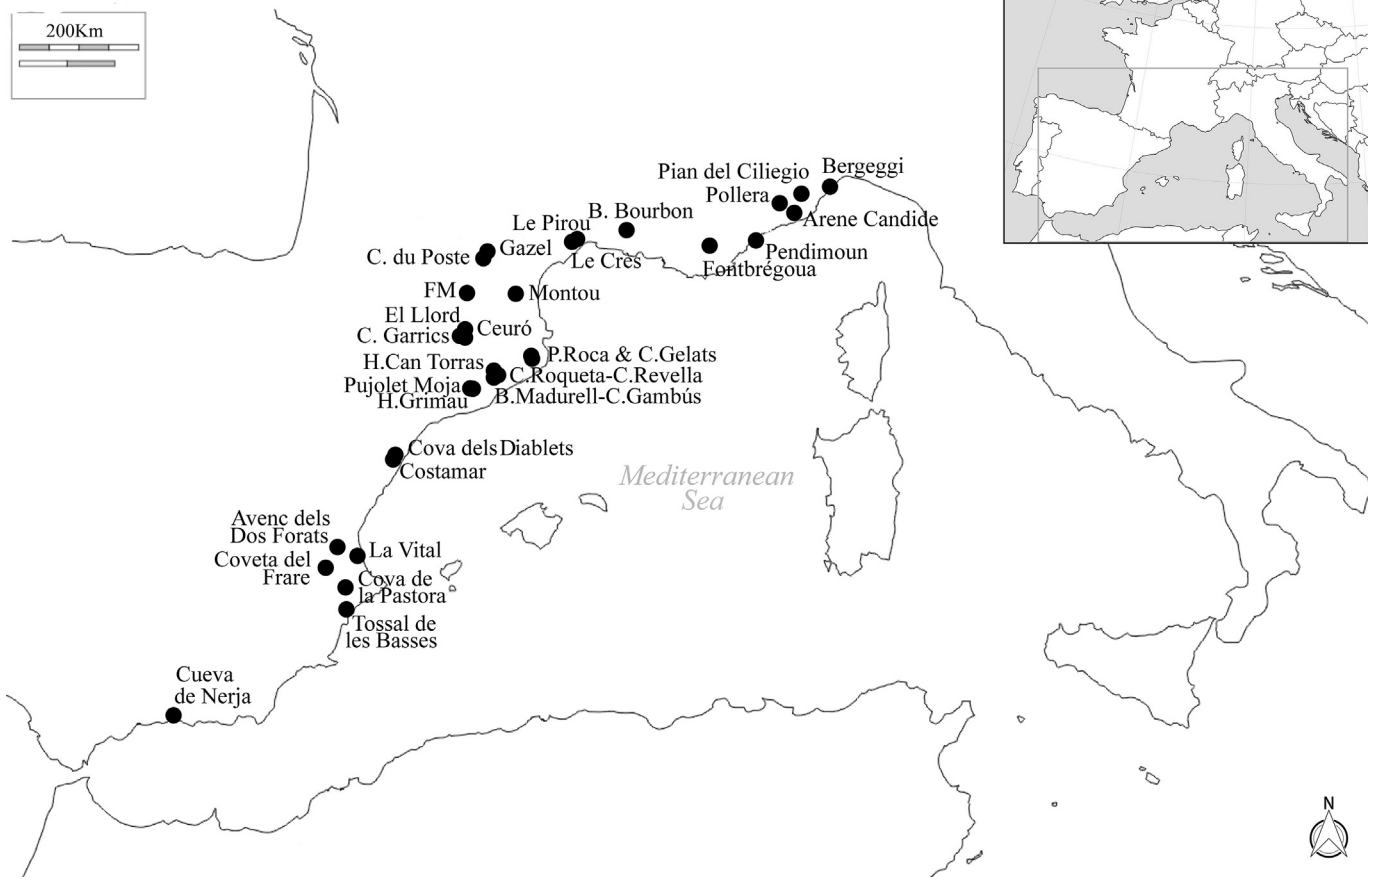 200Km
Pian del Ciliegio
Bergeggi
Pollera
Arene Candide
B. Bourbon
Le Pirou
Le Cres
Gazel
C. du Poste
Pendimoun
Fontbrégoua
FM
Montou
El Llord
Ceuró
C. Garrics
P.Roca & C.Gelats
H.Can Torras
C.Roqueta-C.Revella
Pujolet Moja
H.Grimau
B.Madurell-C.Gambús
Cova dels Diablets
Costamar
Mediterranean
Sea
Avenc dels
Dos Forats
La Vital
Coveta del
Frare
Cova de
la Pastora
Tossal de
les Basses
Cueva
de Nerja
N